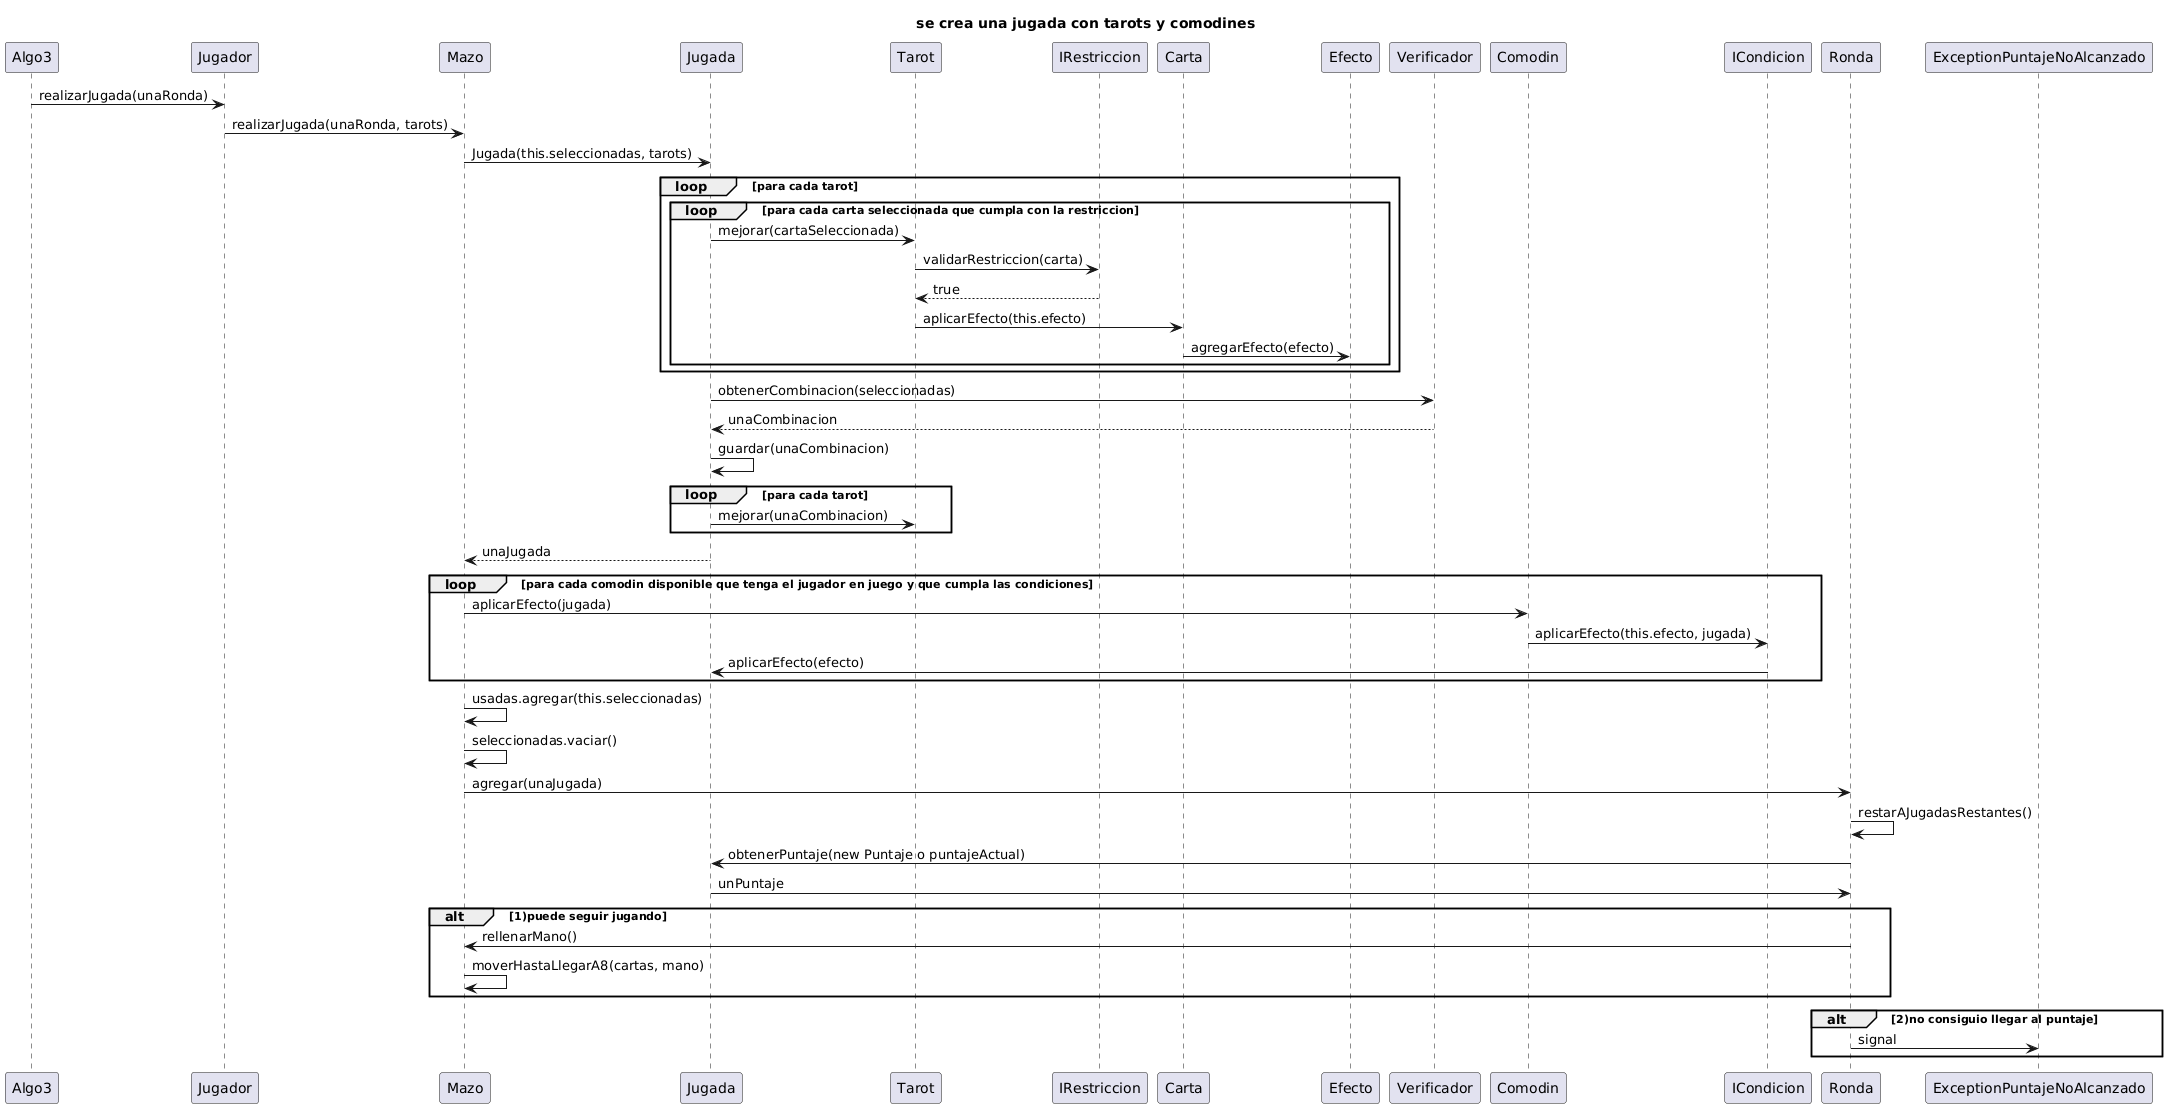 se crea una jugada con tarots y comodines
Algo3
Jugador
Mazo
Jugada
Tarot
IRestriccion
Carta
Efecto
Verificador
Comodin
ICondicion
Ronda
ExceptionPuntajeNoAlcanzado
realizarJugada(unaRonda)
realizarJugada(unaRonda, tarots)
Jugada(this.seleccionadas, tarots)
loop [para cada tarot]
loop [para cada carta seleccionada que cumpla con la restriccion]
mejorar(cartaSeleccionada)
validarRestriccion(carta)
true
aplicarEfecto(this.efecto)
agregarEfecto(efecto)
obtenerCombinacion(seleccionadas)
unaCombinacion
guardar(unaCombinacion)
loop [para cada tarot]
mejorar(unaCombinacion)
unaJugada
loop [para cada comodin disponible que tenga el jugador en juego y que cumpla las condiciones]
aplicarEfecto(jugada)
aplicarEfecto(this.efecto, jugada)
aplicarEfecto(efecto)
usadas.agregar(this.seleccionadas)
seleccionadas.vaciar()
agregar(unaJugada)
restarAJugadasRestantes()
obtenerPuntaje(new Puntaje o puntajeActual)
unPuntaje
alt [1)puede seguir jugando]
rellenarMano()
moverHastaLlegarA8(cartas, mano)
alt [2)no consiguio llegar al puntaje]
signal
Algo3
Jugador
Mazo
Jugada
Tarot
IRestriccion
Carta
Efecto
Verificador
Comodin
ICondicion
Ronda
ExceptionPuntajeNoAlcanzado